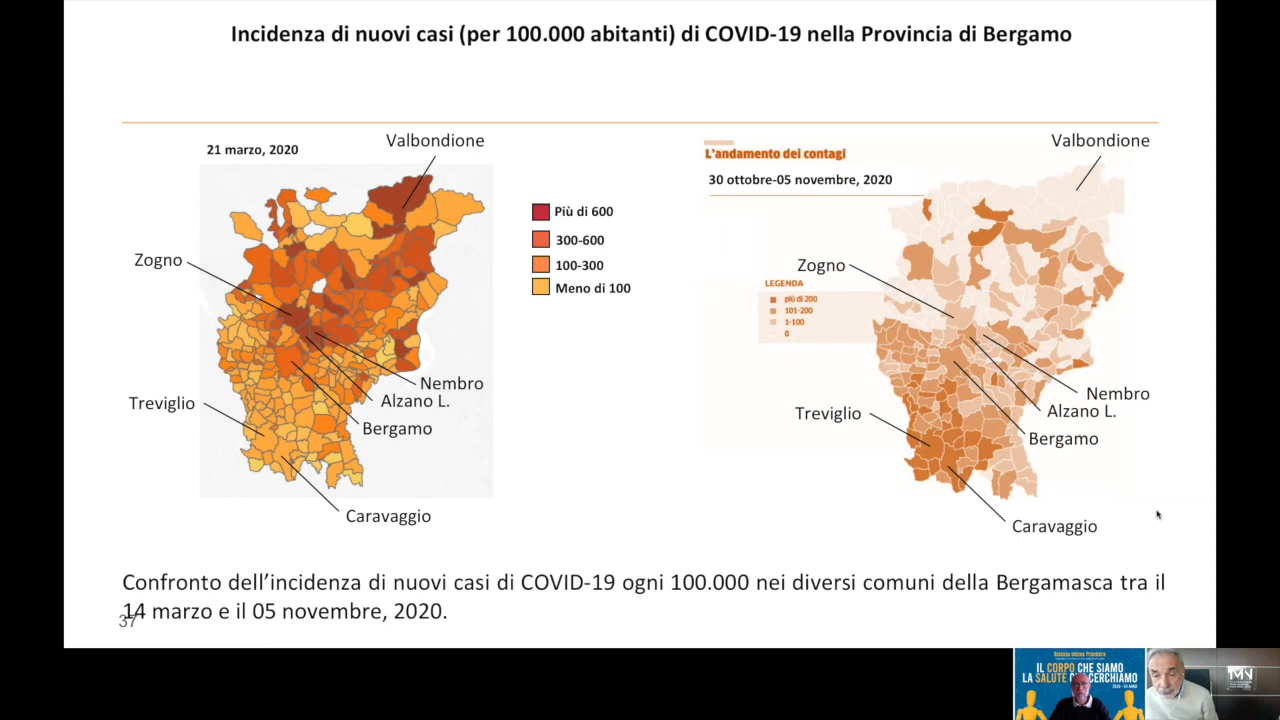 Incidenza di nuovi casi (per 100.000 abitanti) di COVID-19 nella Provincia di Bergamo
21 marzo, 2020
Valbondione
Zogno
Treviglio
Nembro
Alzano L.
Bergamo
Caravaggio
Più di 600
300-600
100-300
Meno di 100
L'andamento dei contagi
30 ottobre-05 novembre, 2020
Valbondione
Zogno
LEGENDA
più di 200
101-200
1-100
0
Treviglio
Nembro
Alzano L.
Bergamo
Caravaggio
Confronto dell'incidenza di nuovi casi di COVID-19 ogni 100.000 nei diversi comuni della Bergamasca tra il
14 marzo e il 05 novembre, 2020.
37
IL CORPO CHE SIAMO
LA SALUTE CERCHIAMO